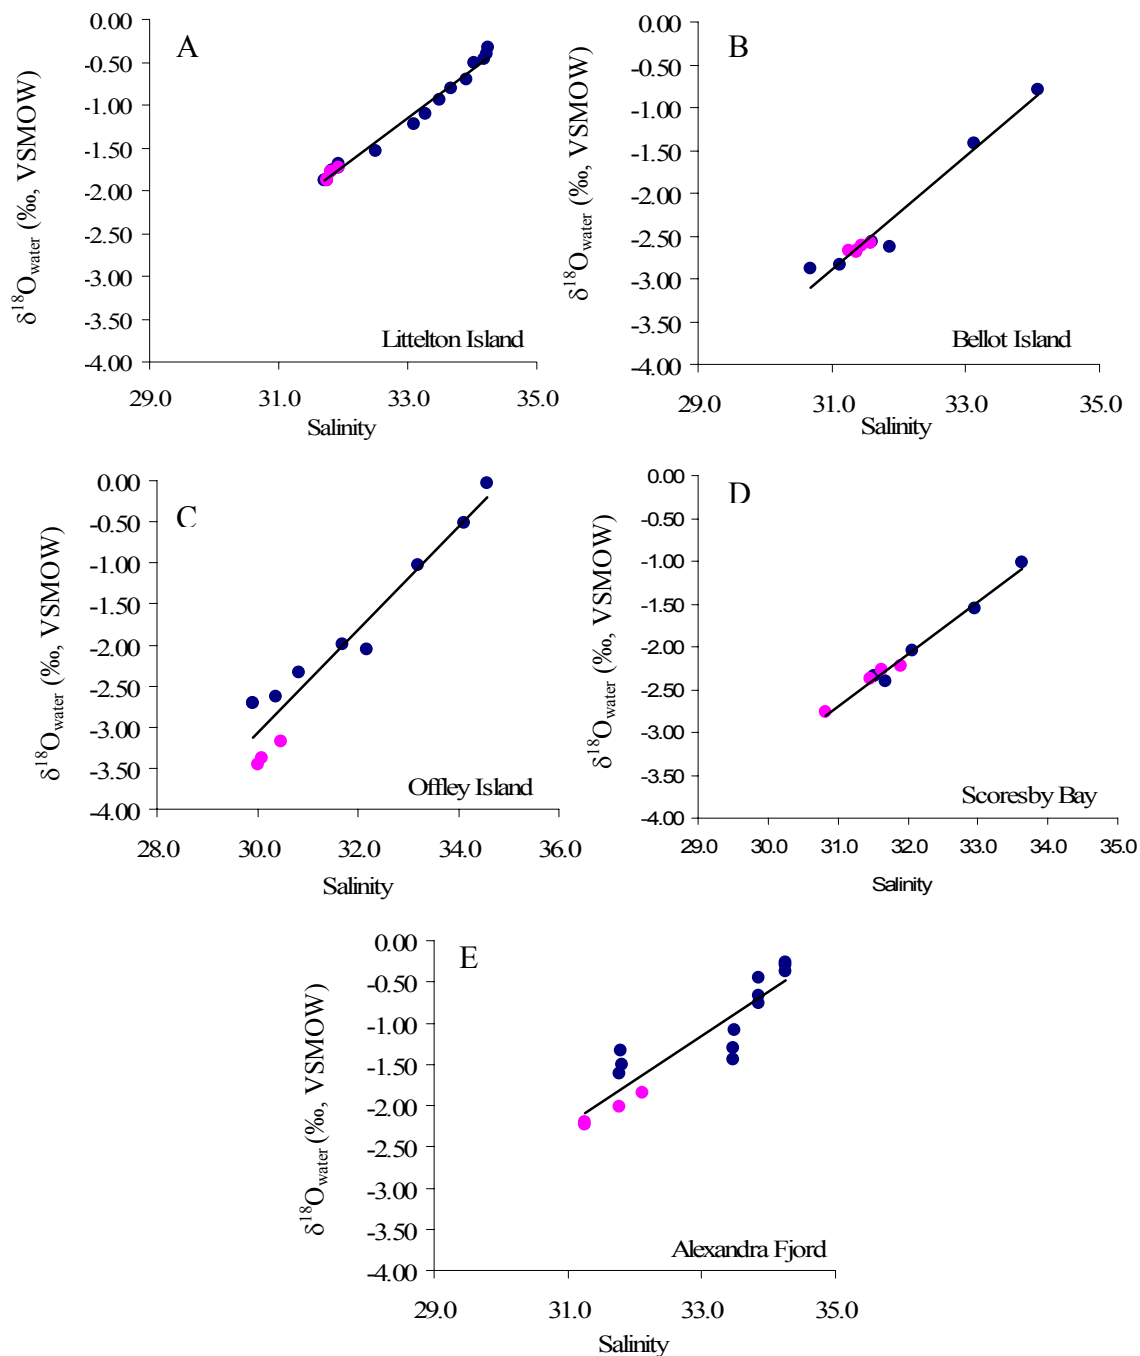 A
0.00
-0.50
-1.00
-1.50
-2.00
-2.50
-3.00
-3.50
-4.00
δ18Owater (‰, VSMOW)
Littelton Island
29.0 31.0 33.0 35.0
Salinity
B
0.00
-0.50
-1.00
-1.50
-2.00
-2.50
-3.00
-3.50
-4.00
δ18Owater (‰, VSMOW)
Bellot Island
29.0 31.0 33.0 35.0
Salinity
C
0.00
-0.50
-1.00
-1.50
-2.00
-2.50
-3.00
-3.50
-4.00
δ18Owater (‰, VSMOW)
Offley Island
28.0 30.0 32.0 34.0 36.0
Salinity
D
0.00
-0.50
-1.00
-1.50
-2.00
-2.50
-3.00
-3.50
-4.00
δ18Owater (‰, VSMOW)
Scoresby Bay
29.0 30.0 31.0 32.0 33.0 34.0 35.0
Salinity
E
0.00
-0.50
-1.00
-1.50
-2.00
-2.50
-3.00
-3.50
-4.00
δ18Owater (‰, VSMOW)
Alexandra Fjord
29.0 31.0 33.0 35.0
Salinity